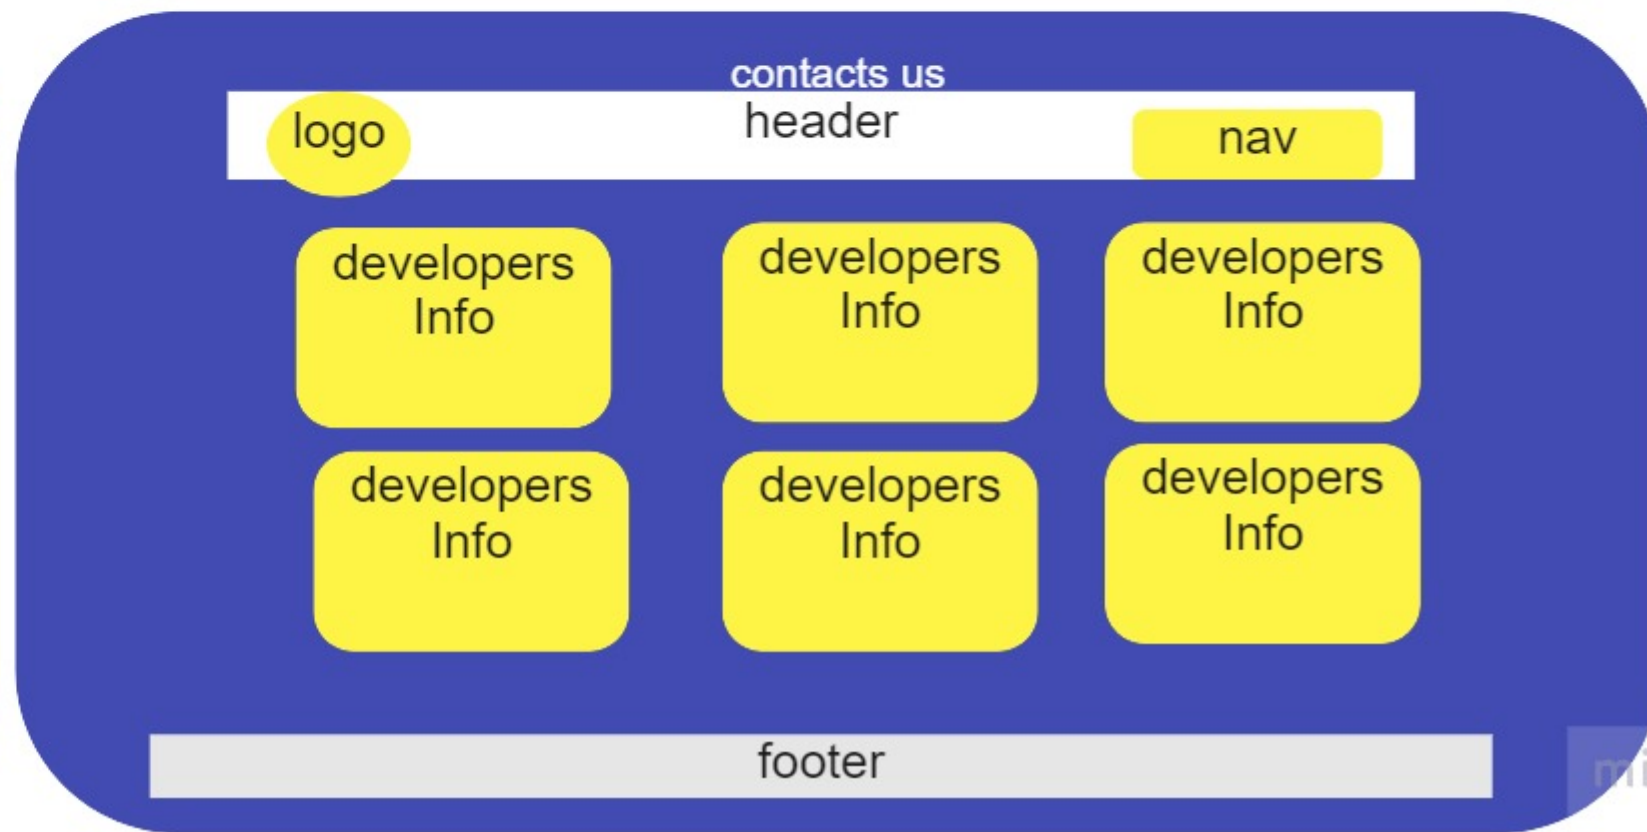 contacts us
header
logo
nav
developers
Info
developers
Info
developers
Info
developers
Info
developers
Info
developers
Info
footer